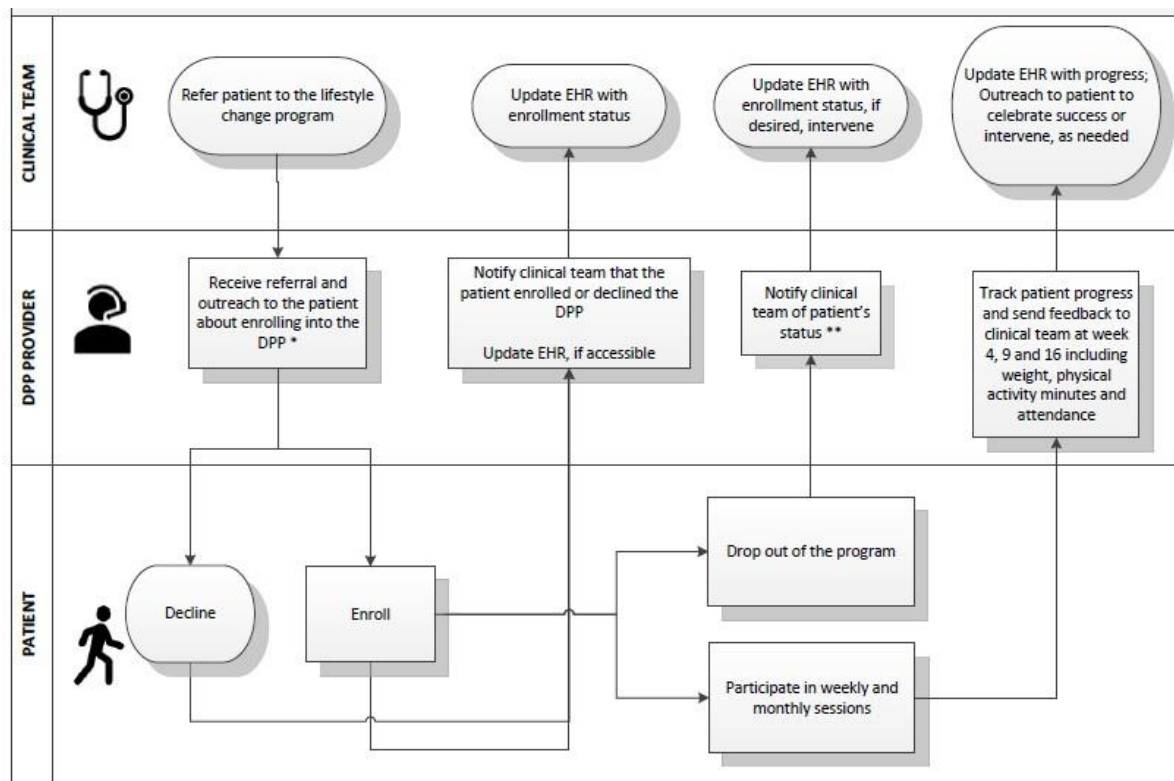 CLINICAL TEAM
Refer patient to the lifestyle
change program
Update EHR with
enrollment status
Update EHR with
enrollment status, if
desired, intervene
Update EHR with progress;
Outreach to patient to
celebrate success or
intervene, as needed
DPP PROVIDER
Receive referral and
outreach to the patient
about enrolling into the
DPP *
Notify clinical team that the
patient enrolled or declined the
DPP
Update EHR, if accessible
Notify clinical
team of patient's
status **
Track patient progress
and send feedback to
clinical team at week
4, 9 and 16 including
weight, physical
activity minutes and
attendance
PATIENT
Decline
Enroll
Drop out of the program
Participate in weekly and
monthly sessions